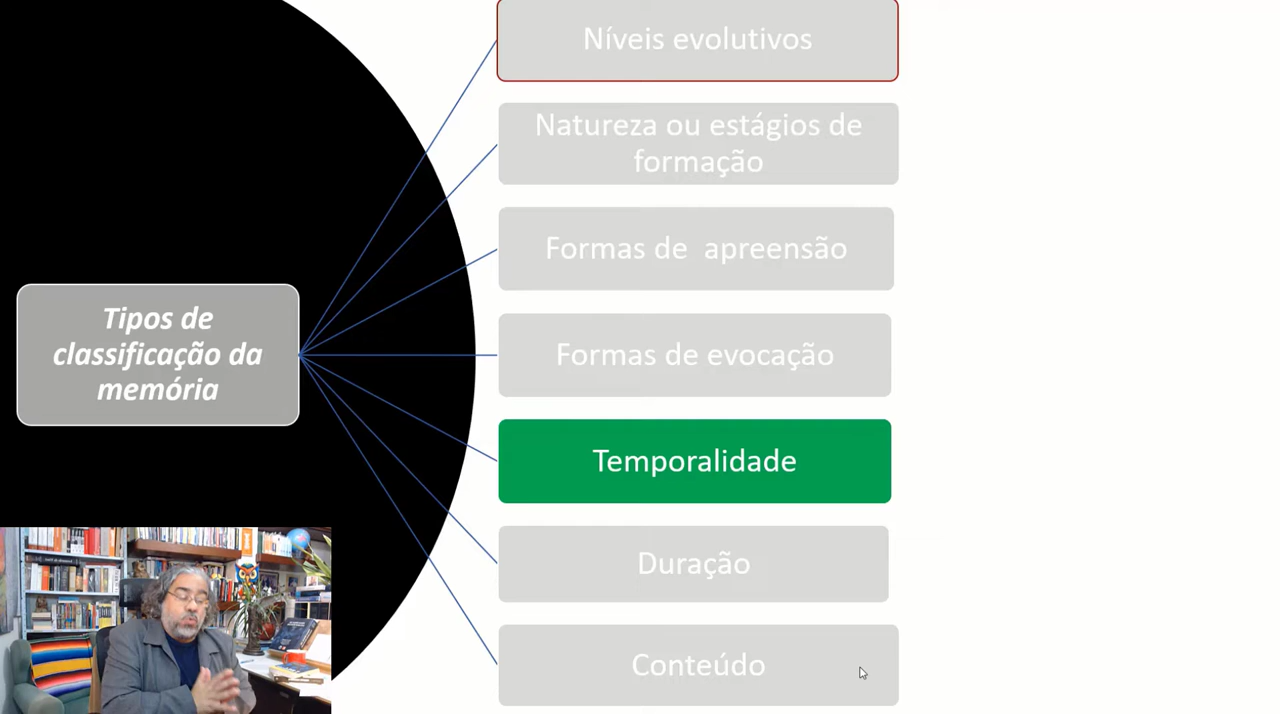 Níveis evolutivos
Natureza ou estágios de
formação
Formas de apreensão
Formas de evocação
Temporalidade
Duração
Conteúdo
Tipos de
classificação da
memória